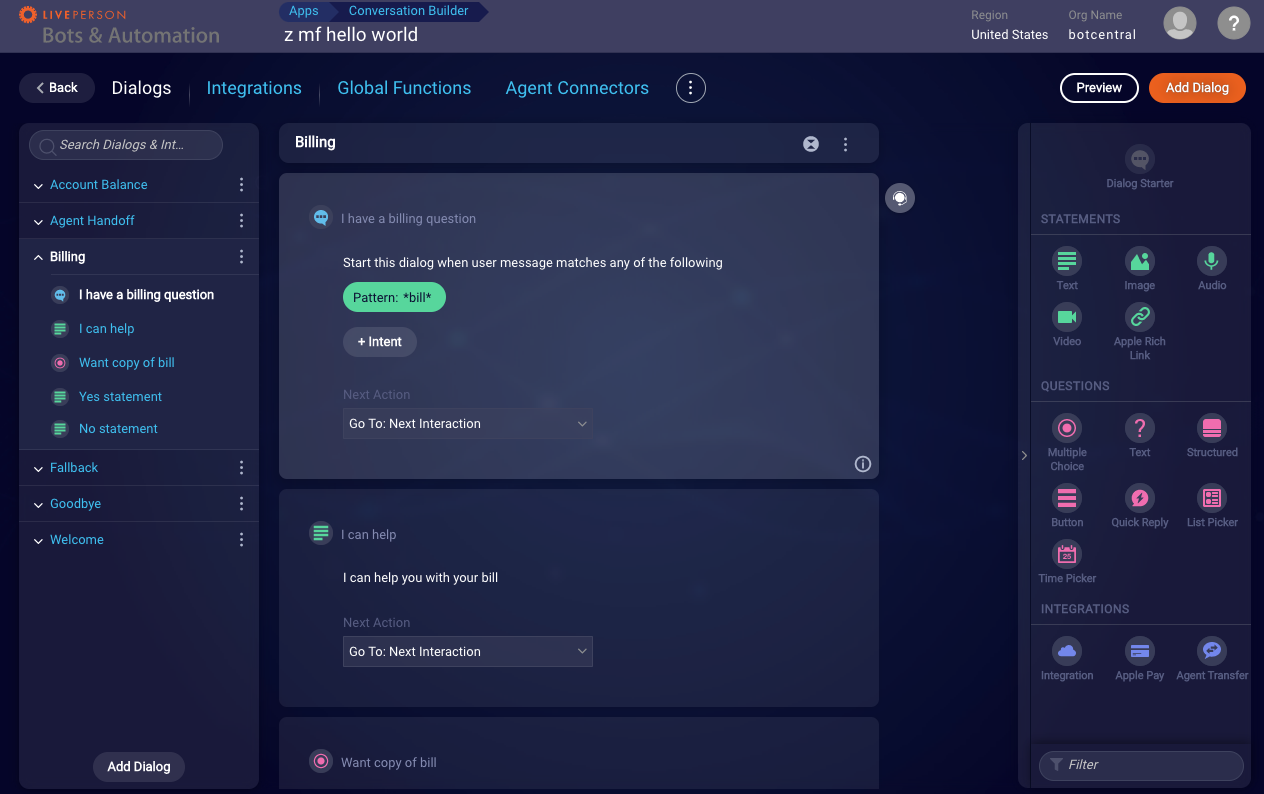 LIVEPERSON
Bots & Automation
Apps
Conversation Builder
z mf hello world
Region
United States
Org Name
botcentral
?
Back
Dialogs
Integrations
Global Functions
Agent Connectors
Preview
Add Dialog
Search Dialogs & Int...
Account Balance
Agent Handoff
Billing
I have a billing question
I can help
Want copy of bill
Yes statement
No statement
Fallback
Goodbye
Welcome
Add Dialog
Billing
I have a billing question
Start this dialog when user message matches any of the following
Pattern: *bill*
+ Intent
Next Action
Go To: Next Interaction
I can help
I can help you with your bill
Next Action
Go To: Next Interaction
Want copy of bill
Dialog Starter
STATEMENTS
Text
Image
Audio
Video
Apple Rich
Link
QUESTIONS
Multiple
Choice
Text
Structured
Button
Quick Reply
List Picker
25
Time Picker
INTEGRATIONS
Integration
Apple Pay
Agent Transfer
Filter